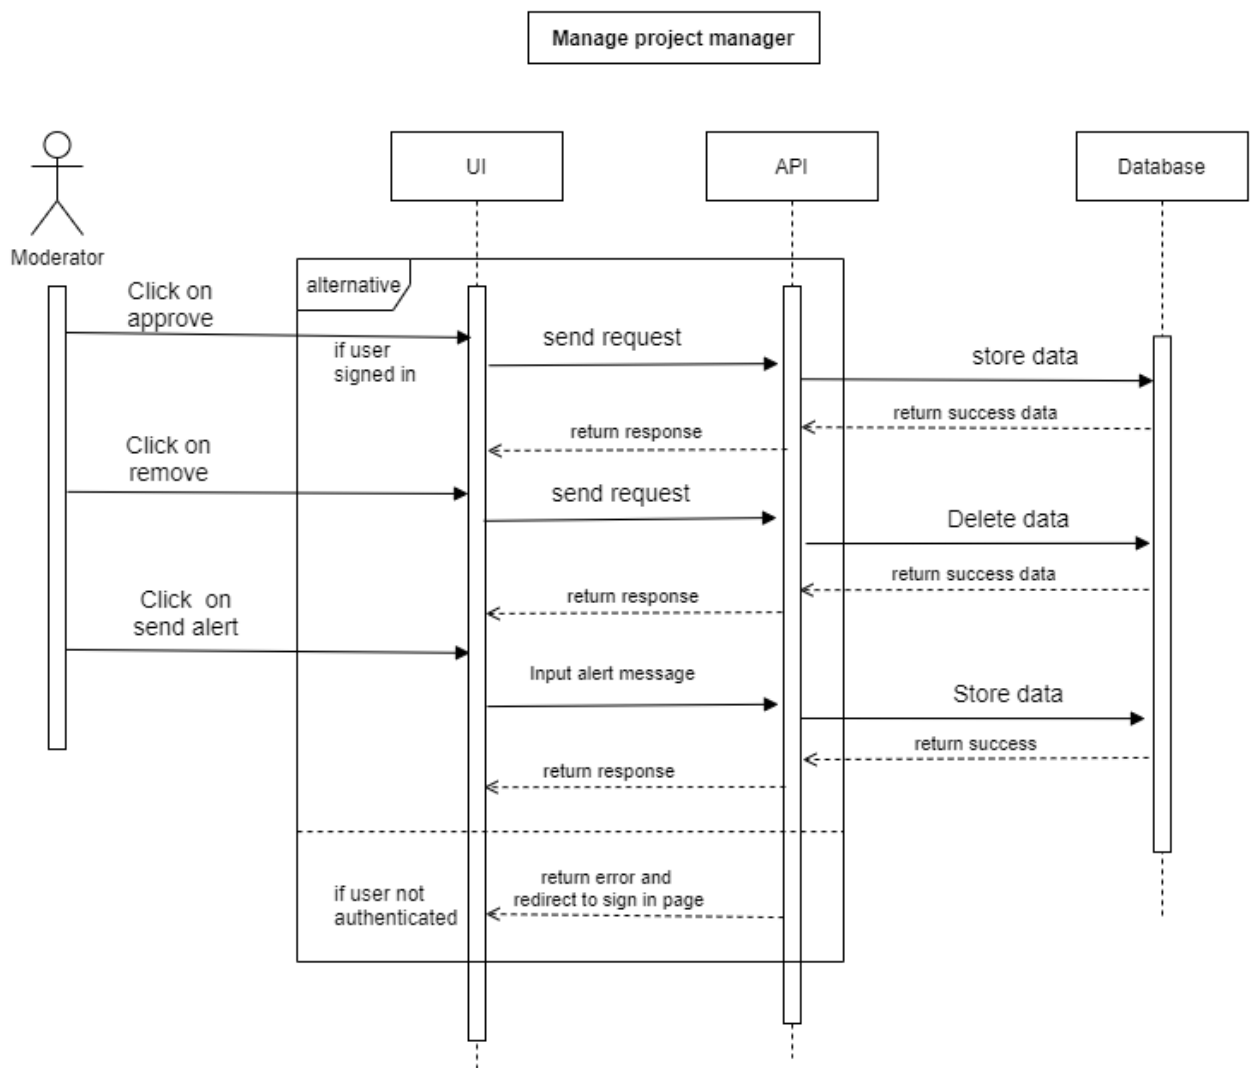 Manage project manager
UI
API
Database
Moderator
alternative
Click on
approve
if user
signed in
send request
store data
return success data
return response
Click on
remove
send request
Delete data
return success data
return response
Click on
send alert
Input alert message
Store data
return success
return response
if user not
authenticated
return error and
redirect to sign in page